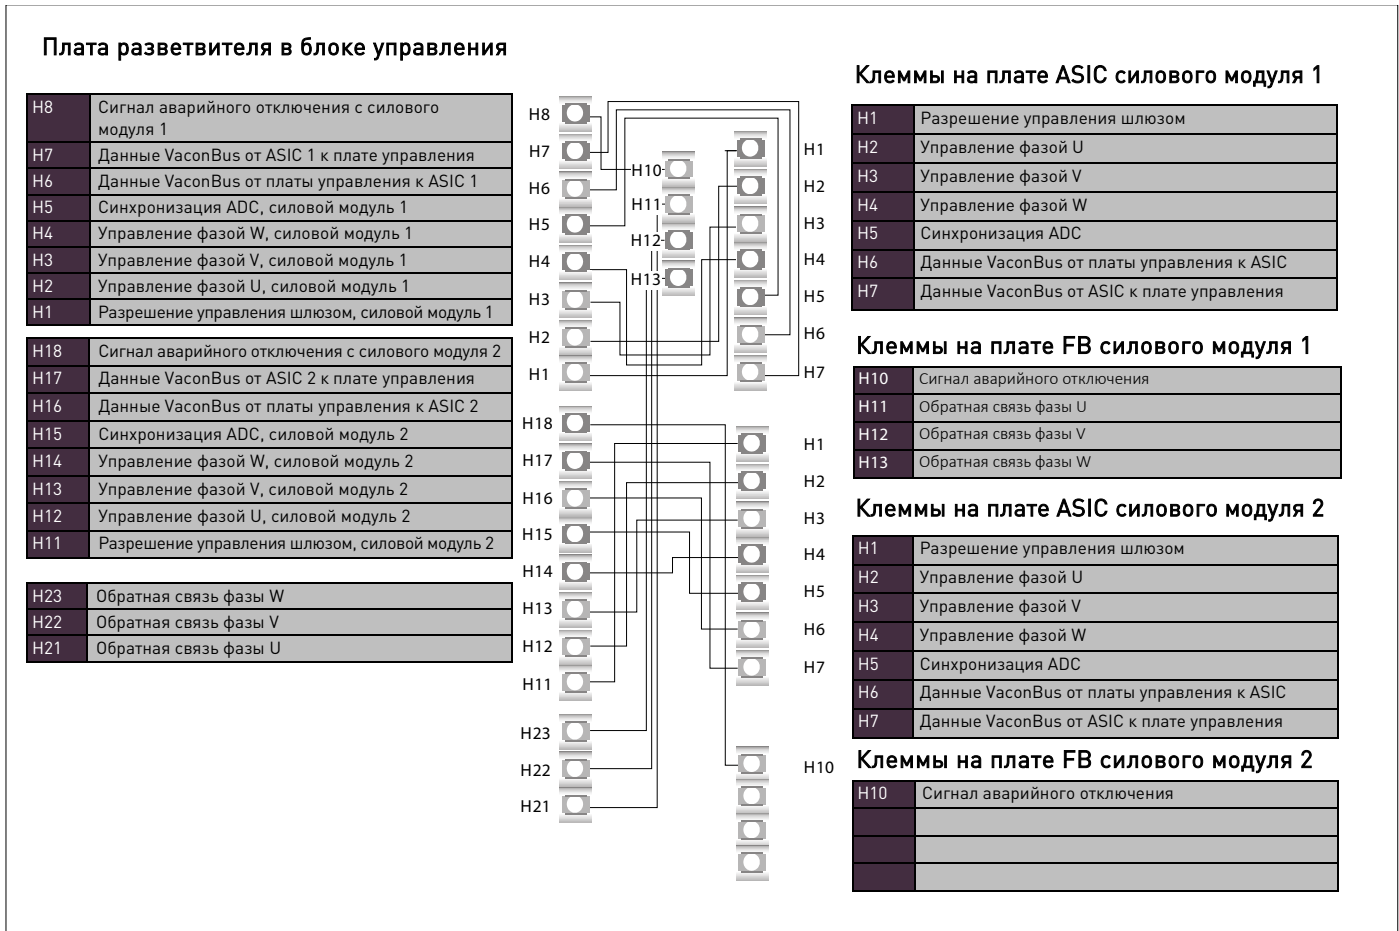 Плата разветвителя в блоке управления
H8 Сигнал аварийного отключения с силового
модуля 1
H7 Данные VaconBus от ASIC 1 к плате управления
H6 Данные VaconBus от платы управления к ASIC 1
H5 Синхронизация ADC, силовой модуль 1
H4 Управление фазой W, силовой модуль 1
H3 Управление фазой V, силовой модуль 1
H2 Управление фазой U, силовой модуль 1
H1 Разрешение управления шлюзом, силовой модуль 1
H18 Сигнал аварийного отключения с силового модуля 2
H17 Данные VaconBus от ASIC 2 к плате управления
H16 Данные VaconBus от платы управления к ASIC 2
H15 Синхронизация ADC, силовой модуль 2
H14 Управление фазой W, силовой модуль 2
H13 Управление фазой V, силовой модуль 2
H12 Управление фазой U, силовой модуль 2
H11 Разрешение управления шлюзом, силовой модуль 2
H23 Обратная связь фазы W
H22 Обратная связь фазы V
H21 Обратная связь фазы U
H8
H7
H6
H5
H4
H3
H2
H1
H18
H17
H16
H15
H14
H13
H12
H11
H23
H22
H21
H10
H11
H12
H13
H1
H2
H3
H4
H5
H6
H7
H1
H2
H3
H4
H5
H6
H7
H10
Клеммы на плате ASIC силового модуля 1
H1 Разрешение управления шлюзом
H2 Управление фазой U
H3 Управление фазой V
H4 Управление фазой W
H5 Синхронизация ADC
H6 Данные VaconBus от платы управления к ASIC
H7 Данные VaconBus от ASIC к плате управления
Клеммы на плате FB силового модуля 1
H10 Сигнал аварийного отключения
H11 Обратная связь фазы U
H12 Обратная связь фазы V
H13 Обратная связь фазы W
Клеммы на плате ASIC силового модуля 2
H1 Разрешение управления шлюзом
H2 Управление фазой U
H3 Управление фазой V
H4 Управление фазой W
H5 Синхронизация ADC
H6 Данные VaconBus от платы управления к ASIC
H7 Данные VaconBus от ASIC к плате управления
Клеммы на плате FB силового модуля 2
H10 Сигнал аварийного отключения